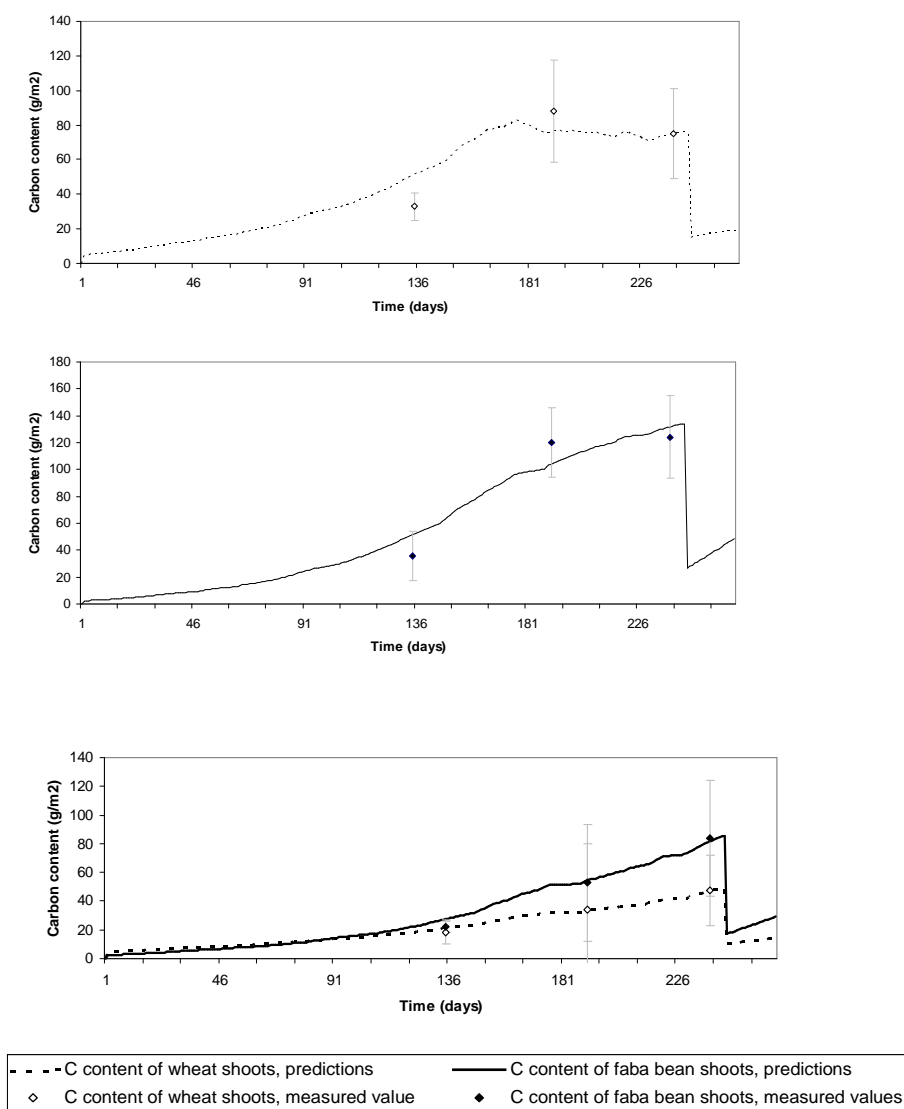 140
120
100
80
60
40
20
0
Carbon content (g/m2)
1 46 91 136 181 226
Time (days)
180
160
140
120
100
80
60
40
20
0
Carbon content (g/m2)
1 46 91 136 181 226
Time (days)
140
120
100
80
60
40
20
0
Carbon content (g/m2)
1 46 91 136 181 226
Time (days)
C content of wheat shoots, predictions C content of faba bean shoots, predictions
C content of wheat shoots, measured value C content of faba bean shoots, measured values